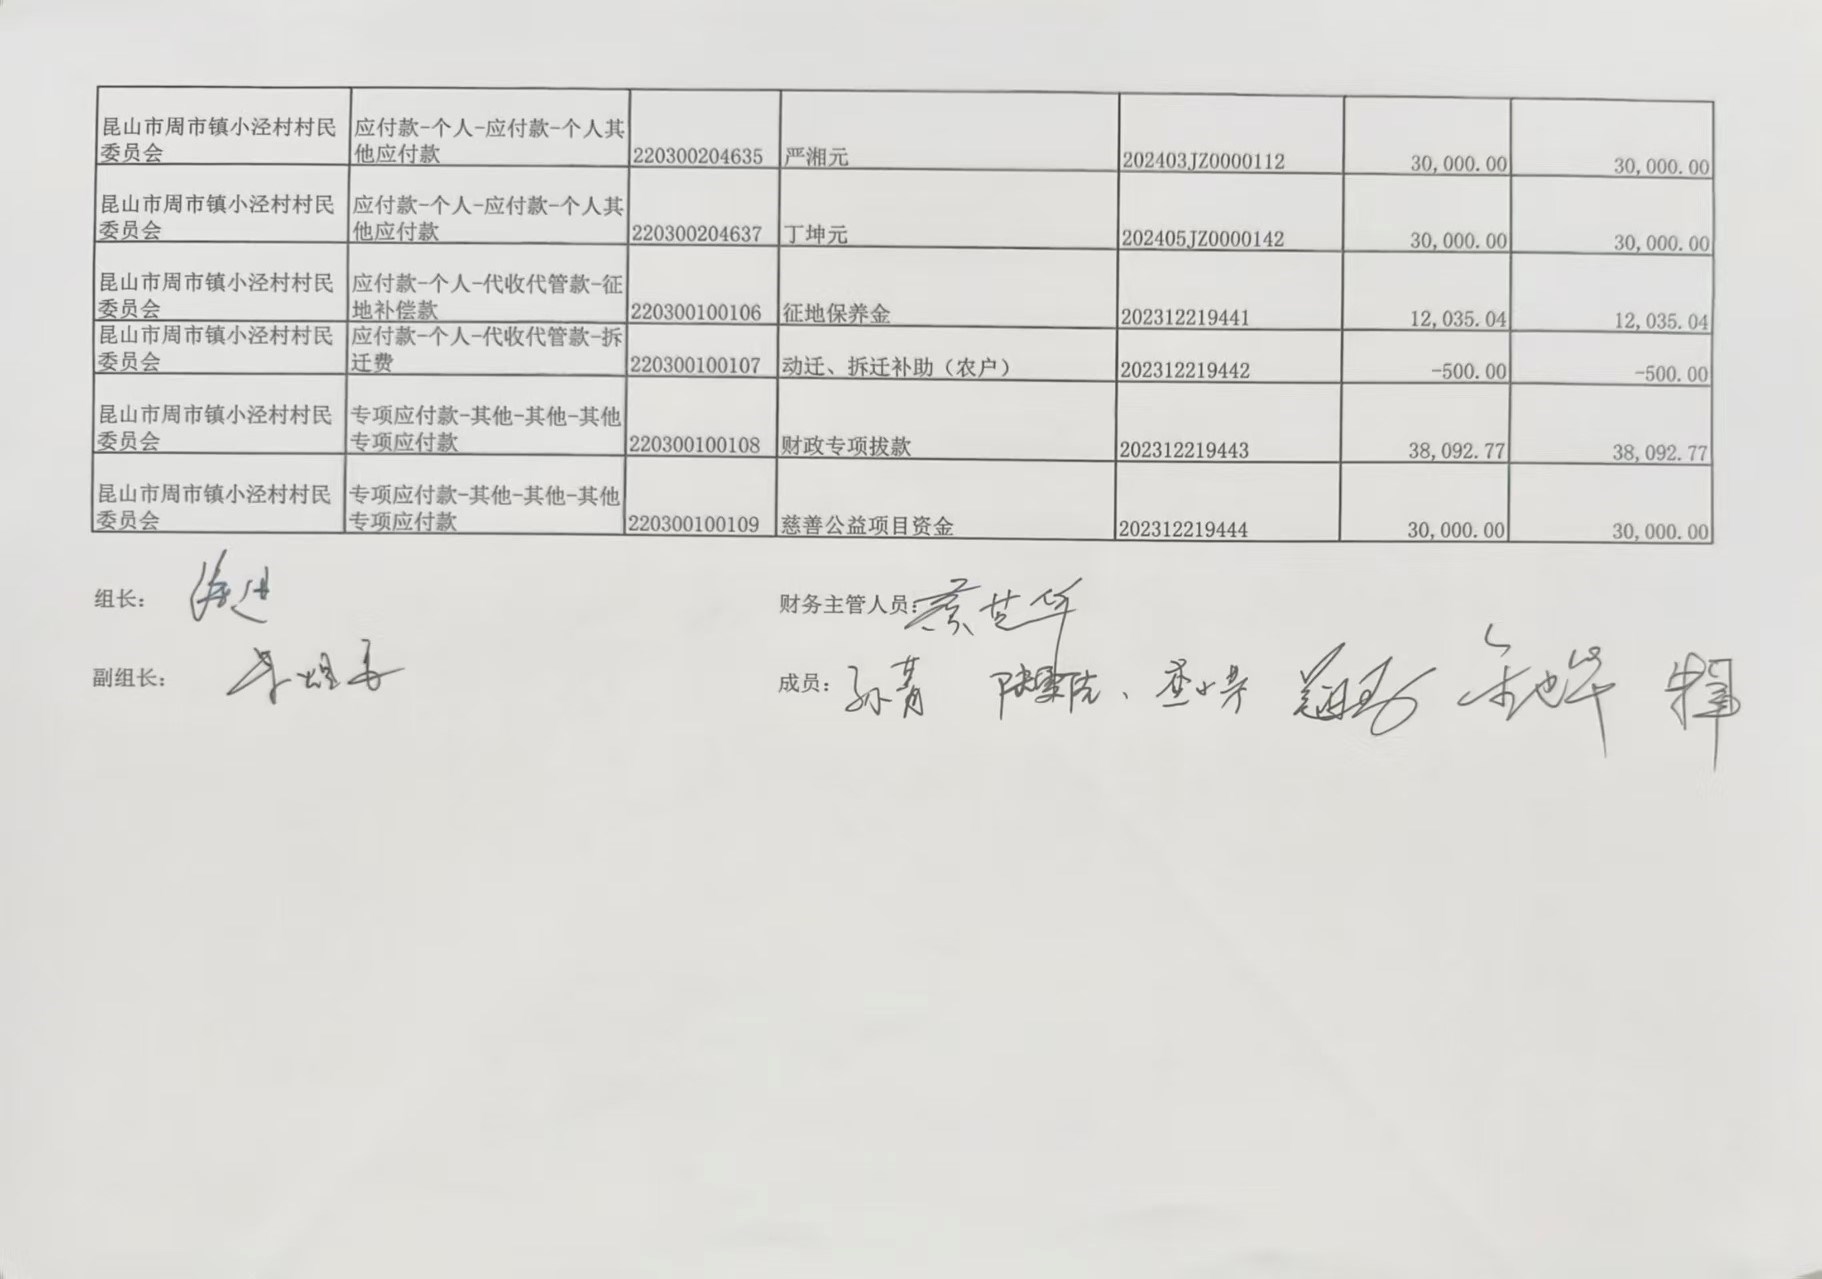 昆山市周市镇小泾村村民委员会 应付款-个人-应付款-个人其他应付款 220300204635 严湘元 202403JZ0000112 30,000.00 30,000.00
昆山市周市镇小泾村村民委员会 应付款-个人-应付款-个人其他应付款 220300204637 丁坤元 202405JZ0000142 30,000.00 30,000.00
昆山市周市镇小泾村村民委员会 应付款-个人-代收代管款-征地补偿款 220300100106 征地保养金 202312219441 12,035.04 12,035.04
昆山市周市镇小泾村村民委员会 应付款-个人-代收代管款-拆迁费 220300100107 动迁、拆迁补助（农户） 202312219442 -500.00 -500.00
昆山市周市镇小泾村村民委员会 专项应付款-其他-其他-其他专项应付款 220300100108 财政专项拔款 202312219443 38,092.77 38,092.77
昆山市周市镇小泾村村民委员会 专项应付款-其他-其他-其他专项应付款 220300100109 慈善公益项目资金 202312219444 30,000.00 30,000.00
组长： 财务主管人员：
副组长： 成员：孙菁